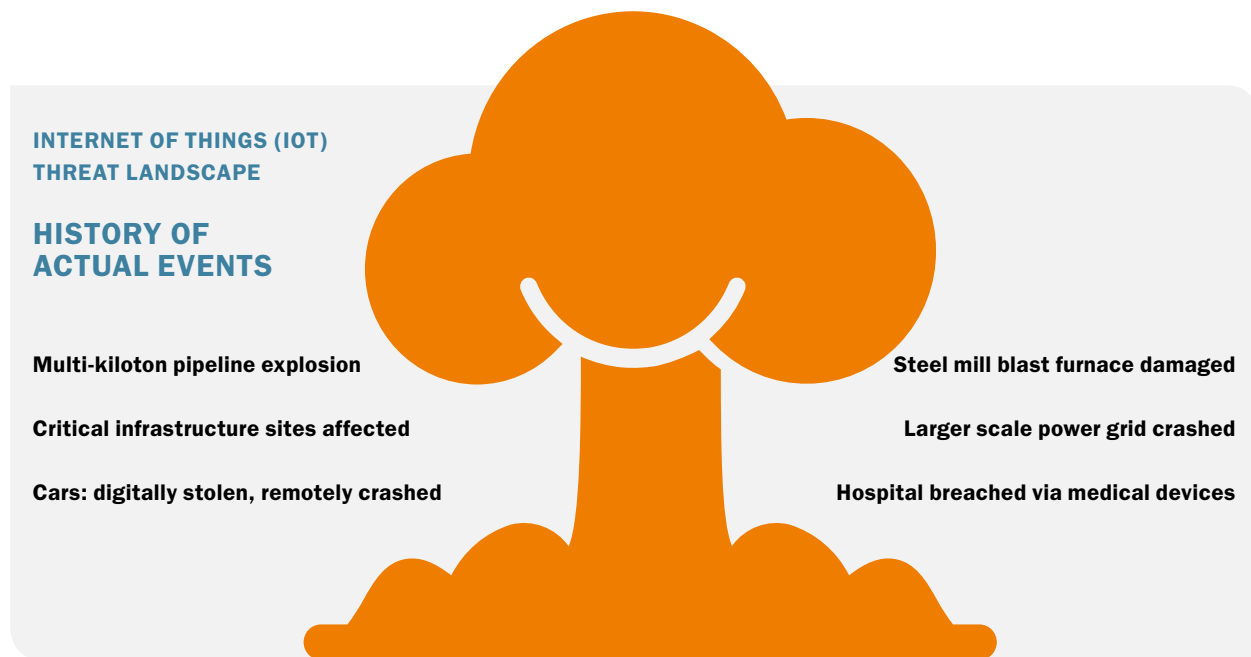 INTERNET OF THINGS (IOT)
THREAT LANDSCAPE
HISTORY OF
ACTUAL EVENTS
Multi-kiloton pipeline explosion
Critical infrastructure sites affected
Cars: digitally stolen, remotely crashed
Steel mill blast furnace damaged
Larger scale power grid crashed
Hospital breached via medical devices